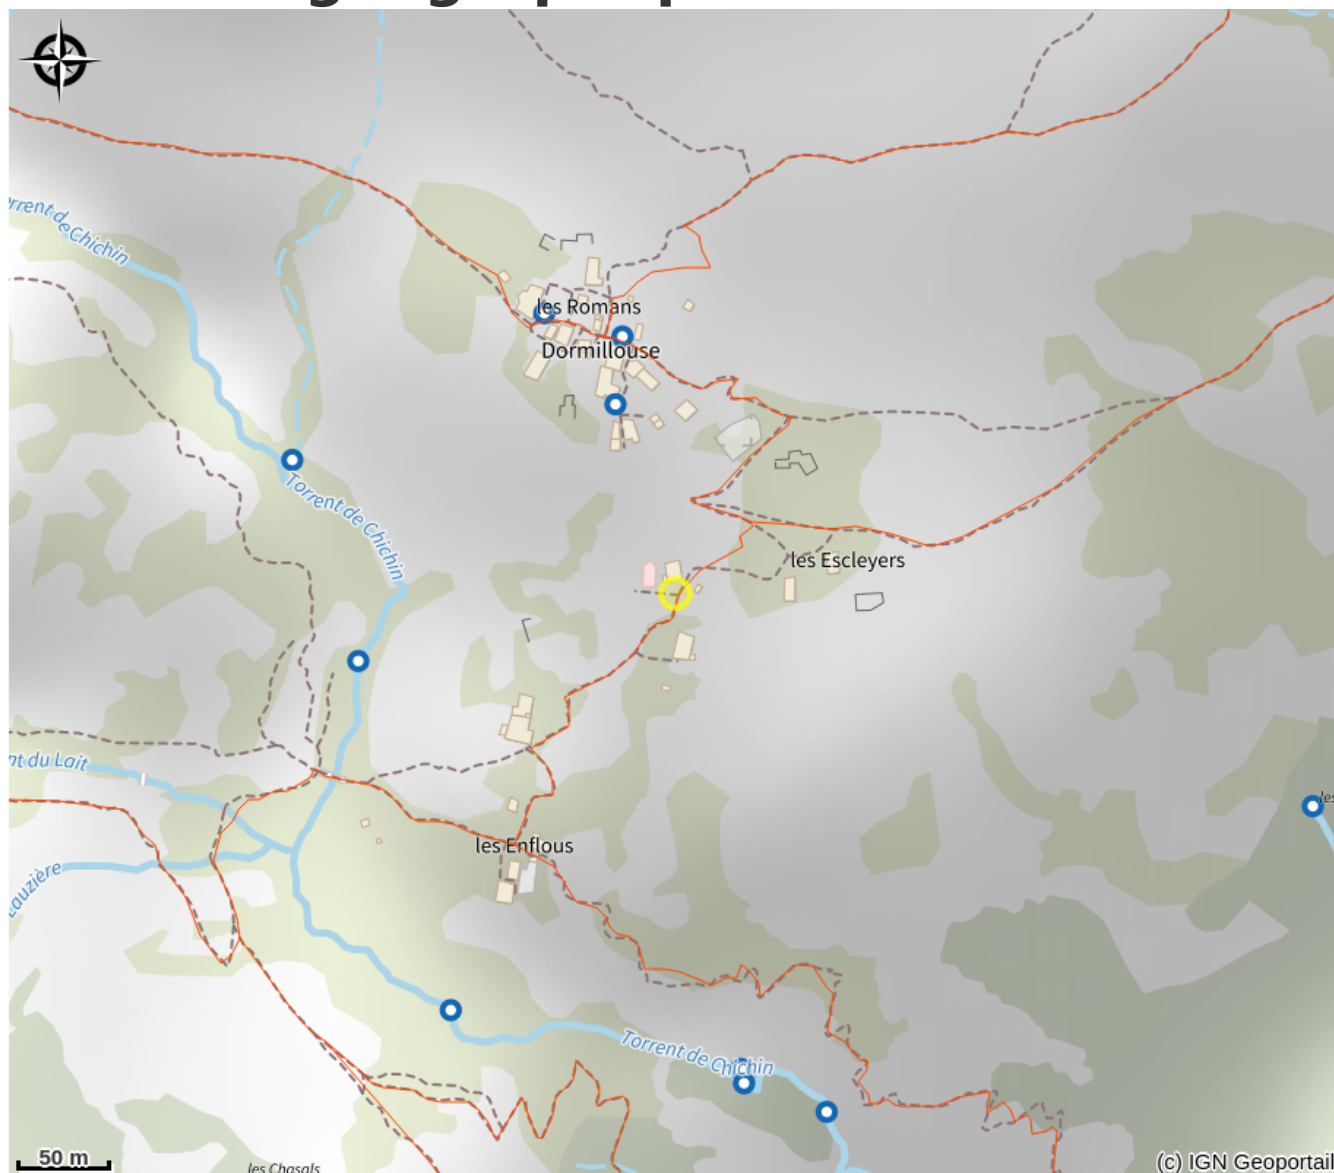 Torrent de Chichin
les Romans
Dormillouse
Torrent de Chichin
les Escleyers
nt du Lait
les
les Enflous
Lauzière
Torrent de Chichin
50 m
les Chasals
(c) IGN Geoportail